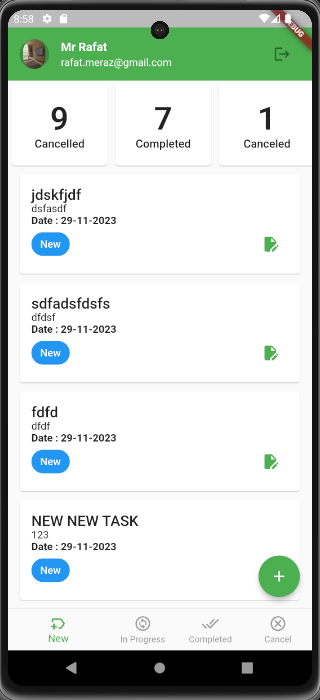 8:58
Mr Rafat
rafat.meraz@gmail.com
9 7 1
Cancelled Completed Canceled
jdskfjdf
dsfasdf
Date : 29-11-2023
New
sdfadsfdsfs
dfdsf
Date : 29-11-2023
New
fdfd
dfdf
Date : 29-11-2023
New
NEW NEW TASK
123
Date : 29-11-2023
New
+
New In Progress Completed Cancel